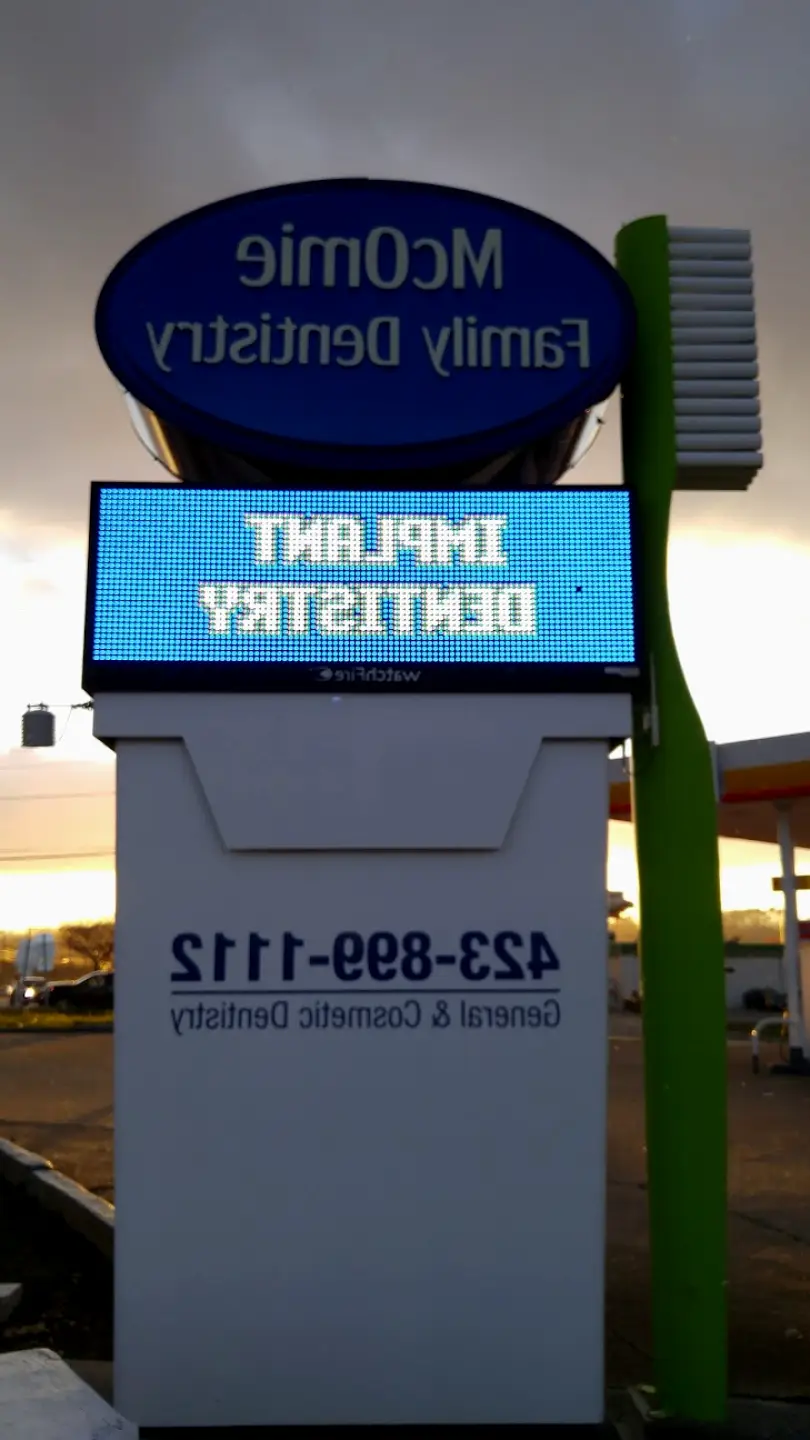 McOmie
Family Dentistry
IMPLANT
DENTISTRY
watchFire
423-899-1112
General & Cosmetic Dentistry